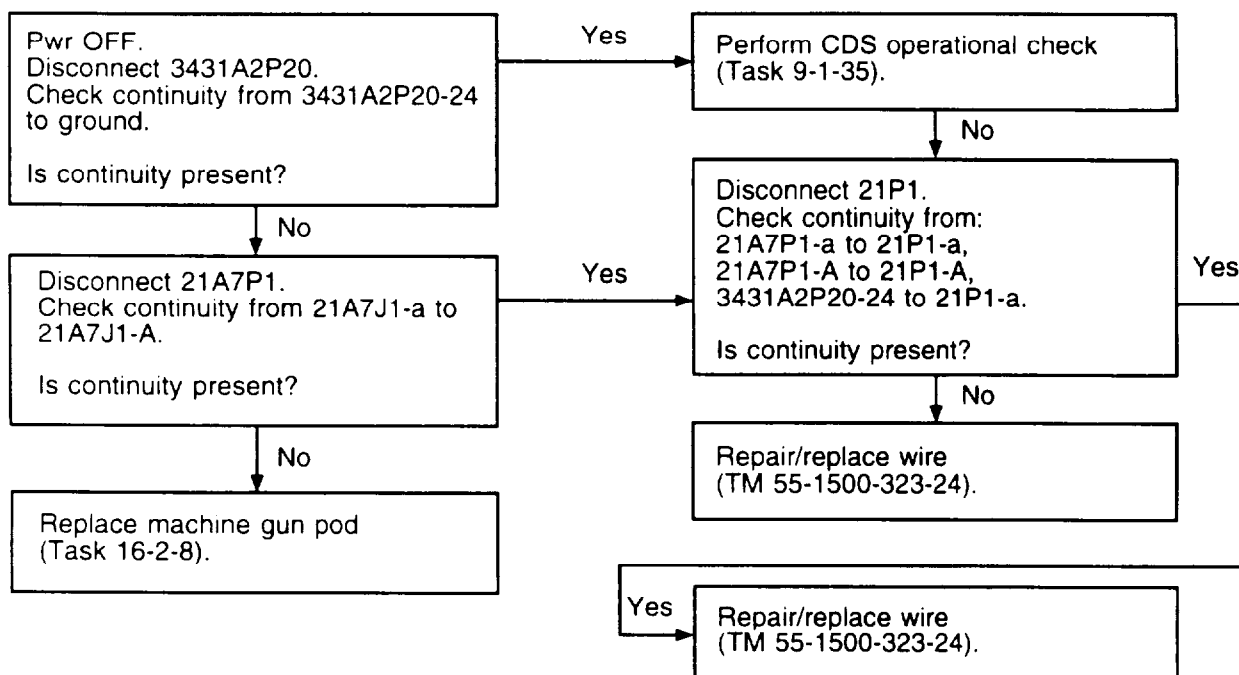 Pwr OFF.
Disconnect 3431A2P20.
Check continuity from 3431A2P20-24
to ground.
Is continuity present?
Yes
Perform CDS operational check
(Task 9-1-35).
No
No
Disconnect 21A7P1.
Check continuity from 21A7J1-a to
21A7J1-A.
Is continuity present?
Yes
Disconnect 21P1.
Check continuity from:
21A7P1-a to 21P1-a,
21A7P1-A to 21P1-A,
3431A2P20-24 to 21P1-a.
Is continuity present?
Yes
No
No
Replace machine gun pod
(Task 16-2-8).
Repair/replace wire
(TM 55-1500-323-24).
Yes
Repair/replace wire
(TM 55-1500-323-24).